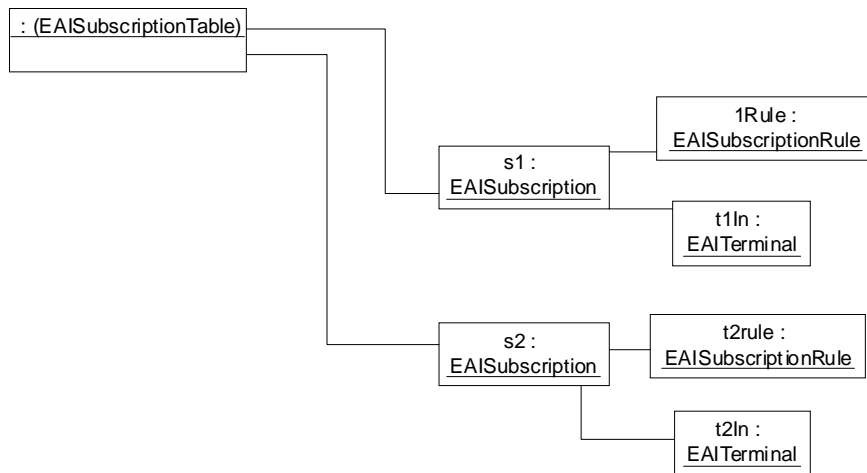 : (EAISubscriptionTable)
1Rule :
EAISubscriptionRule
s1 :
EAISubscription
t1In :
EAITerminal
s2 :
EAISubscription
t2rule :
EAISubscriptionRule
t2In :
EAITerminal